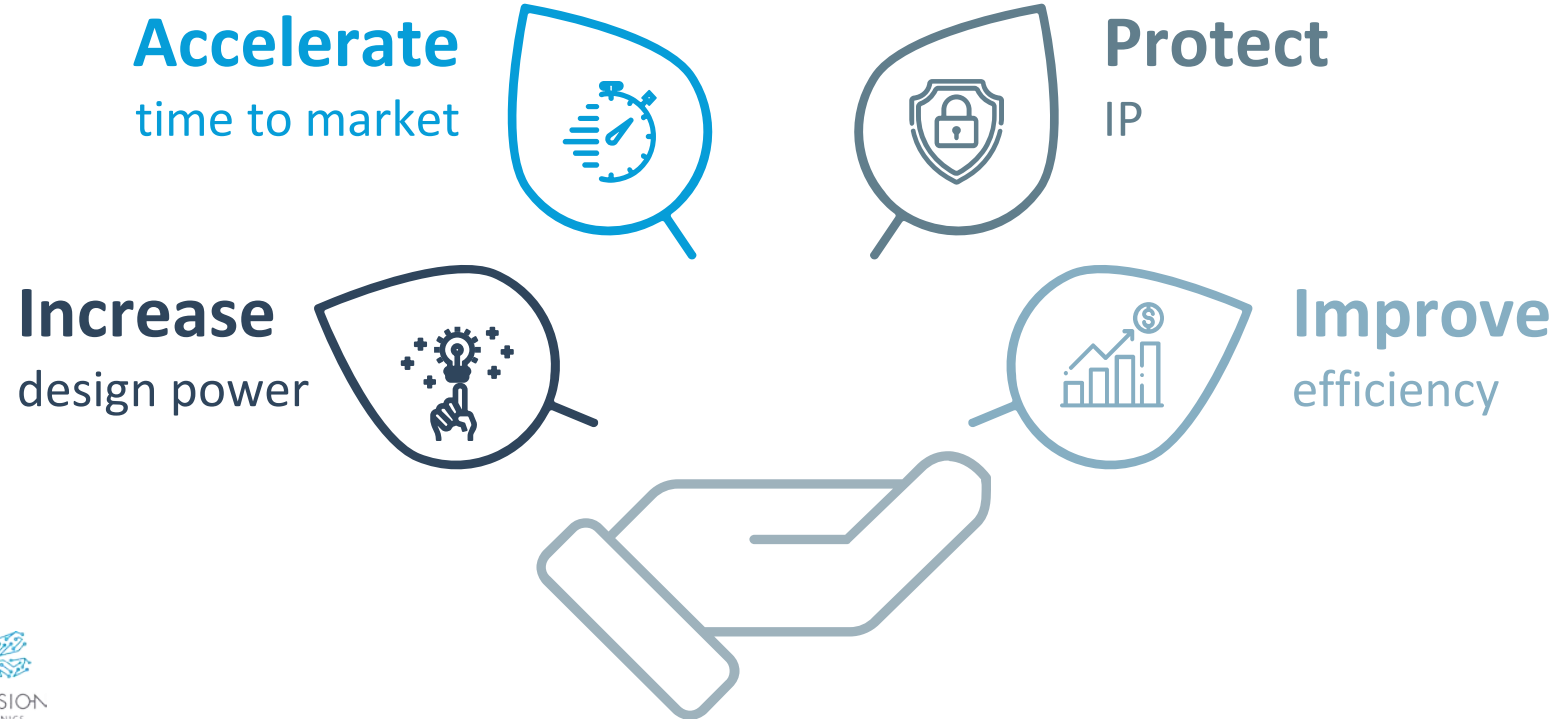 Accelerate
time to market
Protect
IP
Increase
design power
Improve
efficiency
$